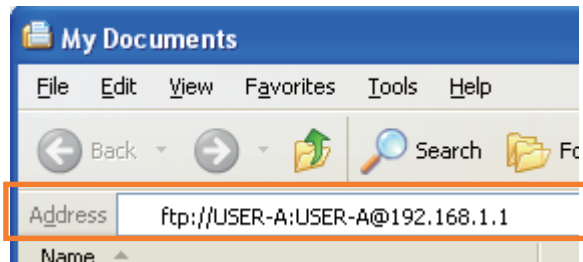 My Documents
File Edit View Favorites Tools Help
Back Search
Address ftp://USER-A:USER-A@192.168.1.1
Name